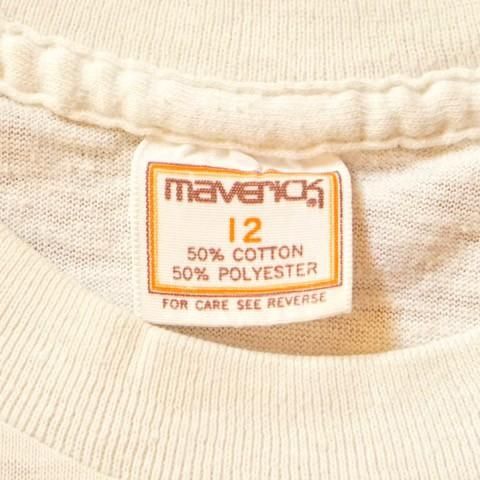 maverick®
12
50% COTTON
50% POLYESTER
FOR CARE SEE REVERSE